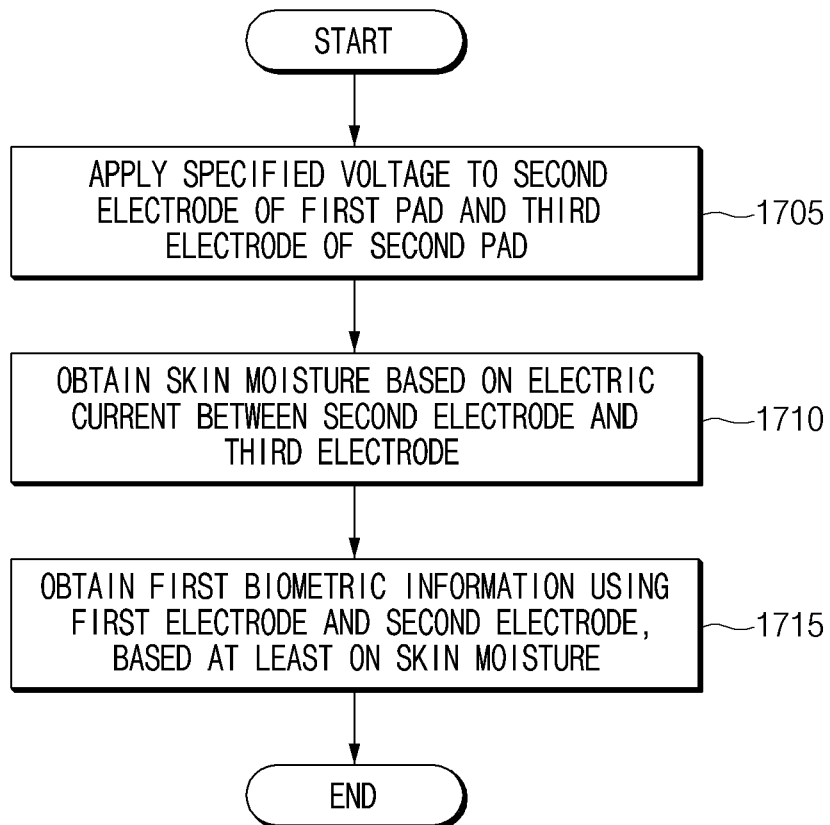 START
APPLY SPECIFIED VOLTAGE TO SECOND
ELECTRODE OF FIRST PAD AND THIRD
ELECTRODE OF SECOND PAD
1705
OBTAIN SKIN MOISTURE BASED ON ELECTRIC
CURRENT BETWEEN SECOND ELECTRODE AND
THIRD ELECTRODE
1710
OBTAIN FIRST BIOMETRIC INFORMATION USING
FIRST ELECTRODE AND SECOND ELECTRODE,
BASED AT LEAST ON SKIN MOISTURE
1715
END